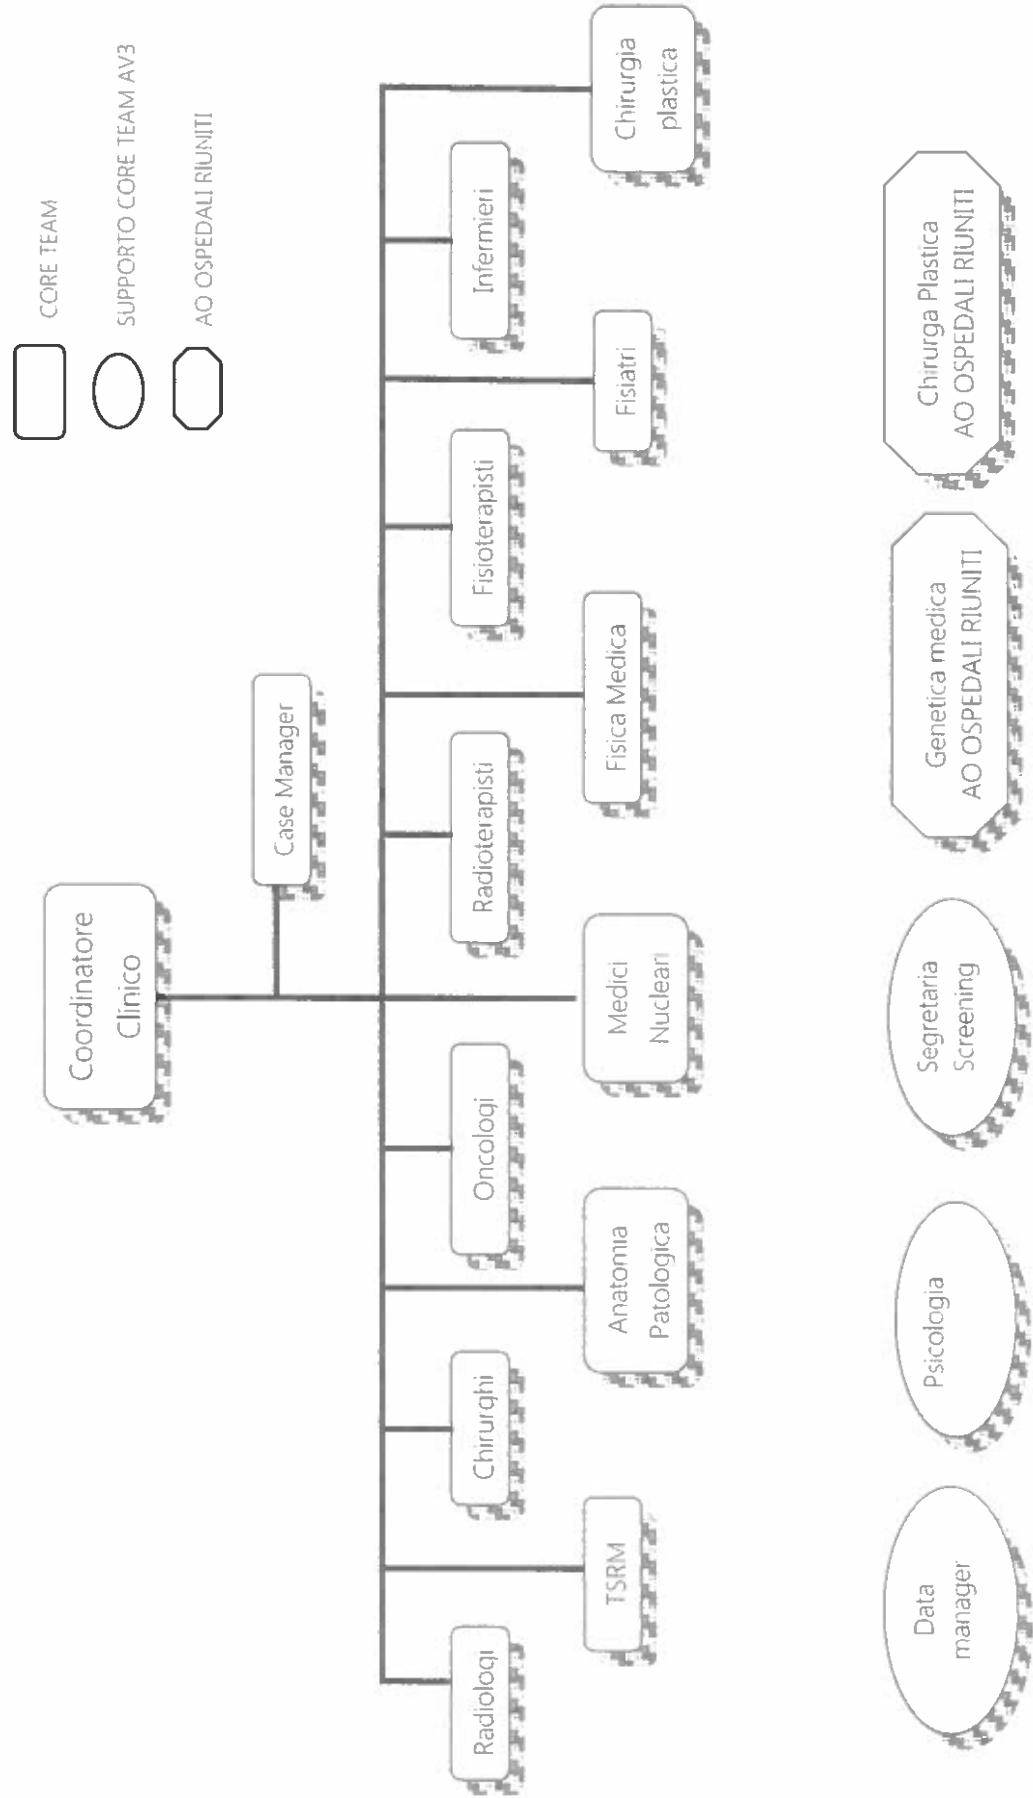 CORE TEAM
SUPPORTO CORE TEAM AV3
AO OSPEDALI RIUNITI
Coordinatore
Clinico
Case Manager
Radiologi
Chirurghi
Oncologi
Radioterapisti
Fisioterapisti
Infermieri
TSRM
Anatomia
Patologica
Medici
Nucleari
Fisica Medica
Fisiatri
Chirurgia
plastica
Data
manager
Psicologia
Segretaria
Screening
Genetica medica
AO OSPEDALI RIUNITI
Chirurga Plastica
AO OSPEDALI RIUNITI